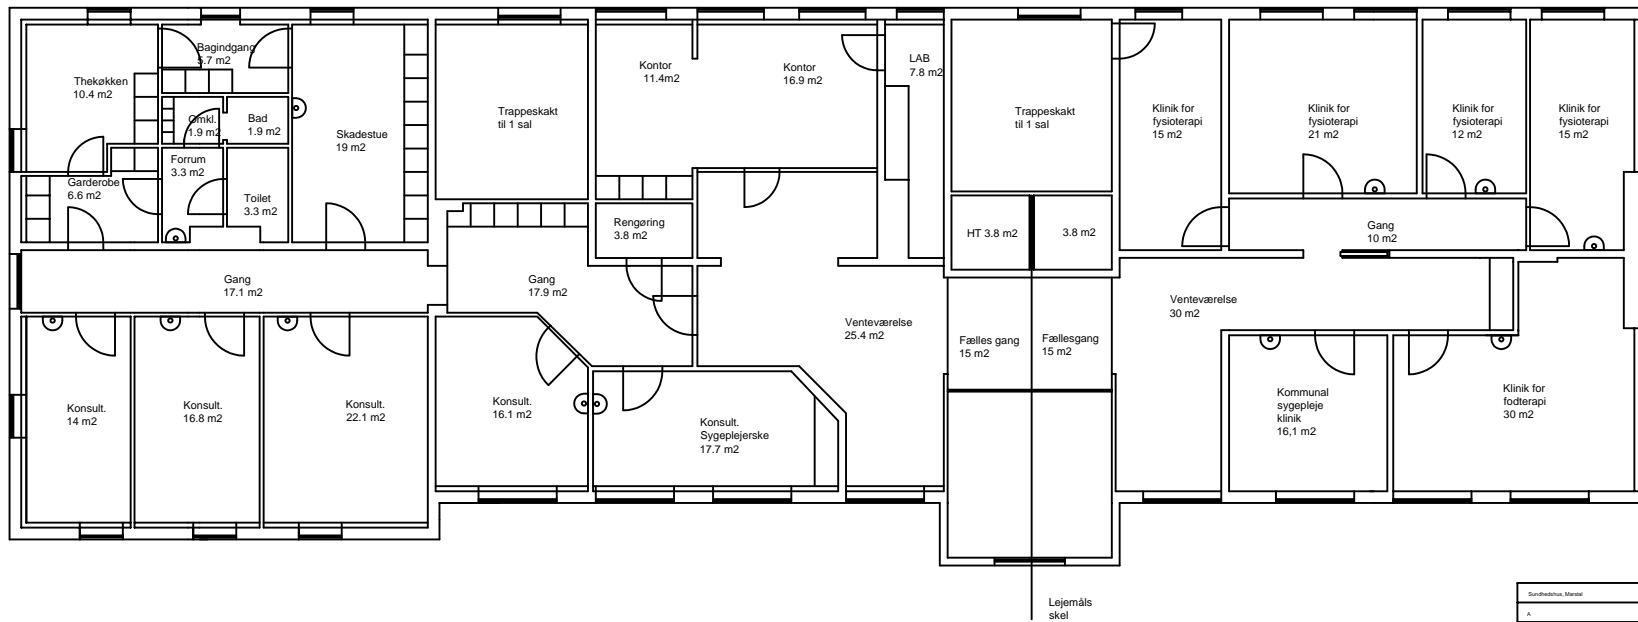 Bagindgang
5.7 m2
Thekøkken
10.4 m2
Omkl.
1.9 m2
Bad
1.9 m2
Skadestue
19 m2
Forrum
3.3 m2
Garderobe
6.6 m2
Toilet
3.3 m2
Trappeskakt
til 1 sal
Kontor
11.4m2
Kontor
16.9 m2
LAB
7.8 m2
Trappeskakt
til 1 sal
Klinik for
fysioterapi
15 m2
Klinik for
fysioterapi
21 m2
Klinik for
fysioterapi
12 m2
Klinik for
fysioterapi
15 m2
Rengøring
3.8 m2
HT 3.8 m2
3.8 m2
Gang
10 m2
Gang
17.1 m2
Gang
17.9 m2
Venteværelse
25.4 m2
Fælles gang
15 m2
Fællesgang
15 m2
Venteværelse
30 m2
Konsult.
14 m2
Konsult.
16.8 m2
Konsult.
22.1 m2
Konsult.
16.1 m2
Konsult.
Sygeplejerske
17.7 m2
Kommunal
sygepleje
klinik
16,1 m2
Klinik for
fodterapi
30 m2
Lejemåls
skel
Sundhedshus, Marstal
A